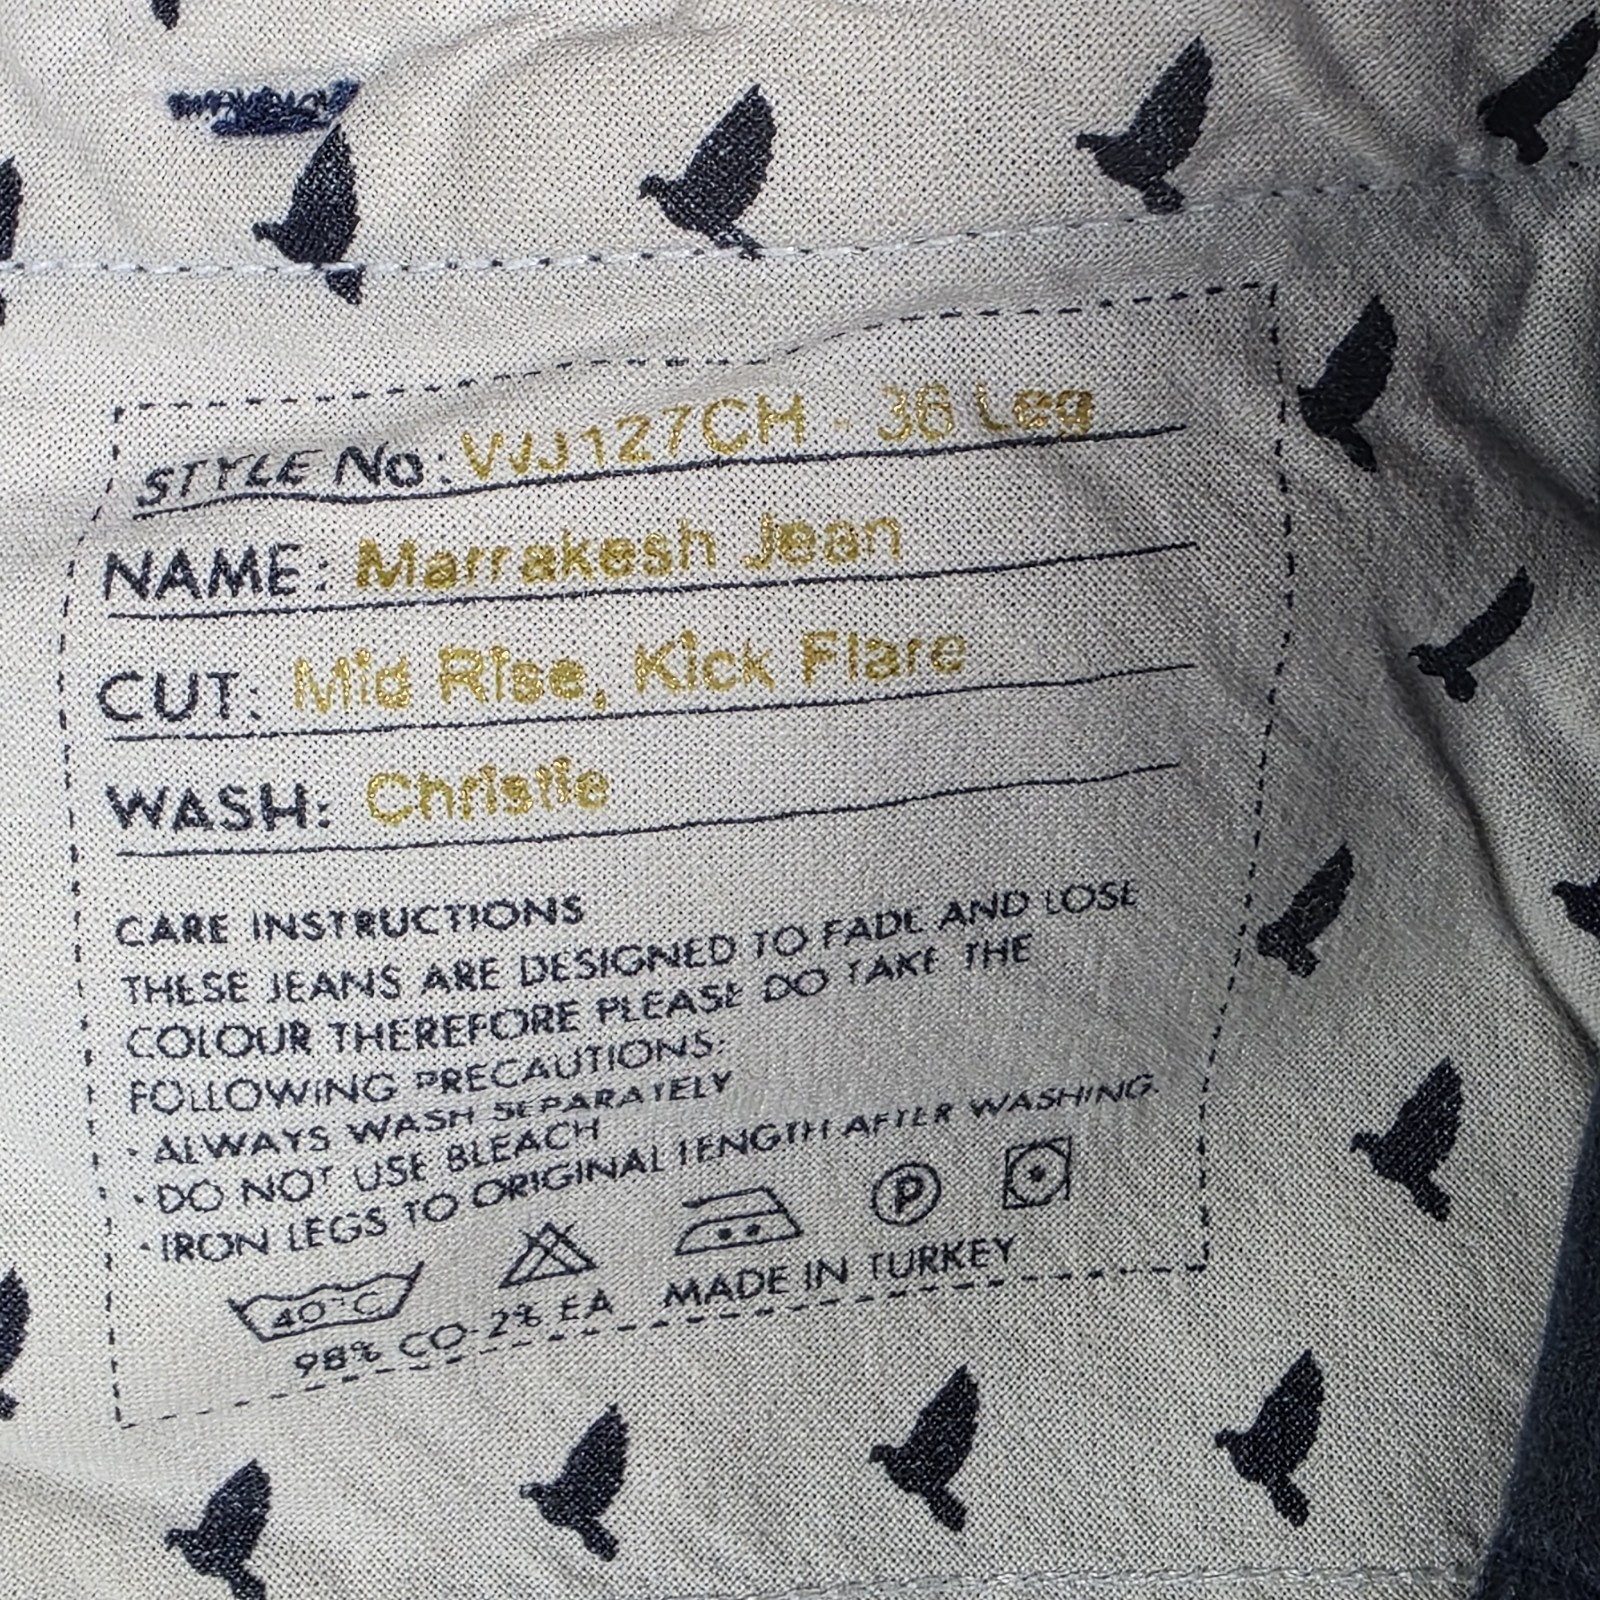 STYLE No: WJ127CH - 36 Leg
NAME: Marrakesh Jean
CUT: Mid Rise, Kick Flare
WASH: Christie
CARE INSTRUCTIONS
THESE JEANS ARE DESIGNED TO FADE AND LOSE
COLOUR THEREFORE PLEASE DO TAKE THE
FOLLOWING PRECAUTIONS:
· ALWAYS WASH SEPARATELY
· DO NOT USE BLEACH
· IRON LEGS TO ORIGINAL LENGTH AFTER WASHING.
40°C P
98% CO-2% EA MADE IN TURKEY